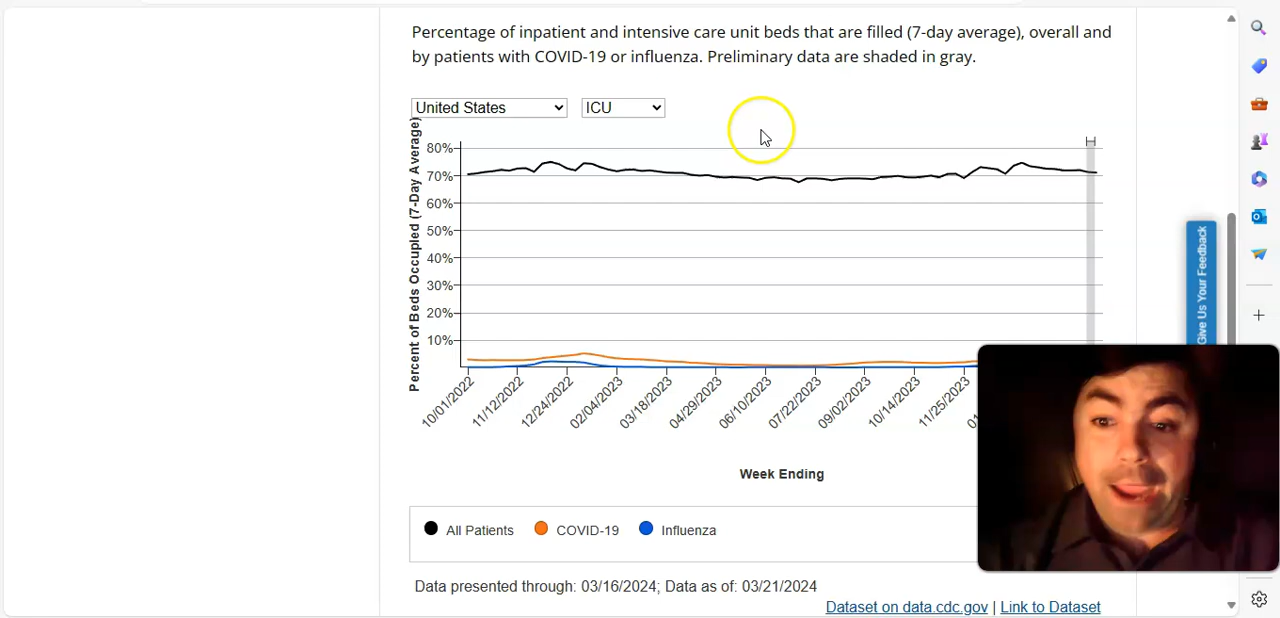 Percentage of inpatient and intensive care unit beds that are filled (7-day average), overall and
by patients with COVID-19 or influenza. Preliminary data are shaded in gray.
United States
ICU
Percent of Beds Occupied (7-Day Average)
80%
70%
60%
50%
40%
30%
20%
10%
10/01/2022
11/12/2022
12/24/2022
02/04/2023
03/18/2023
04/29/2023
06/10/2023
07/22/2023
09/02/2023
10/14/2023
11/25/2023
Week Ending
All Patients
COVID-19
Influenza
Data presented through: 03/16/2024; Data as of: 03/21/2024
Dataset on data.cdc.gov | Link to Dataset
Give Us Your Feedback